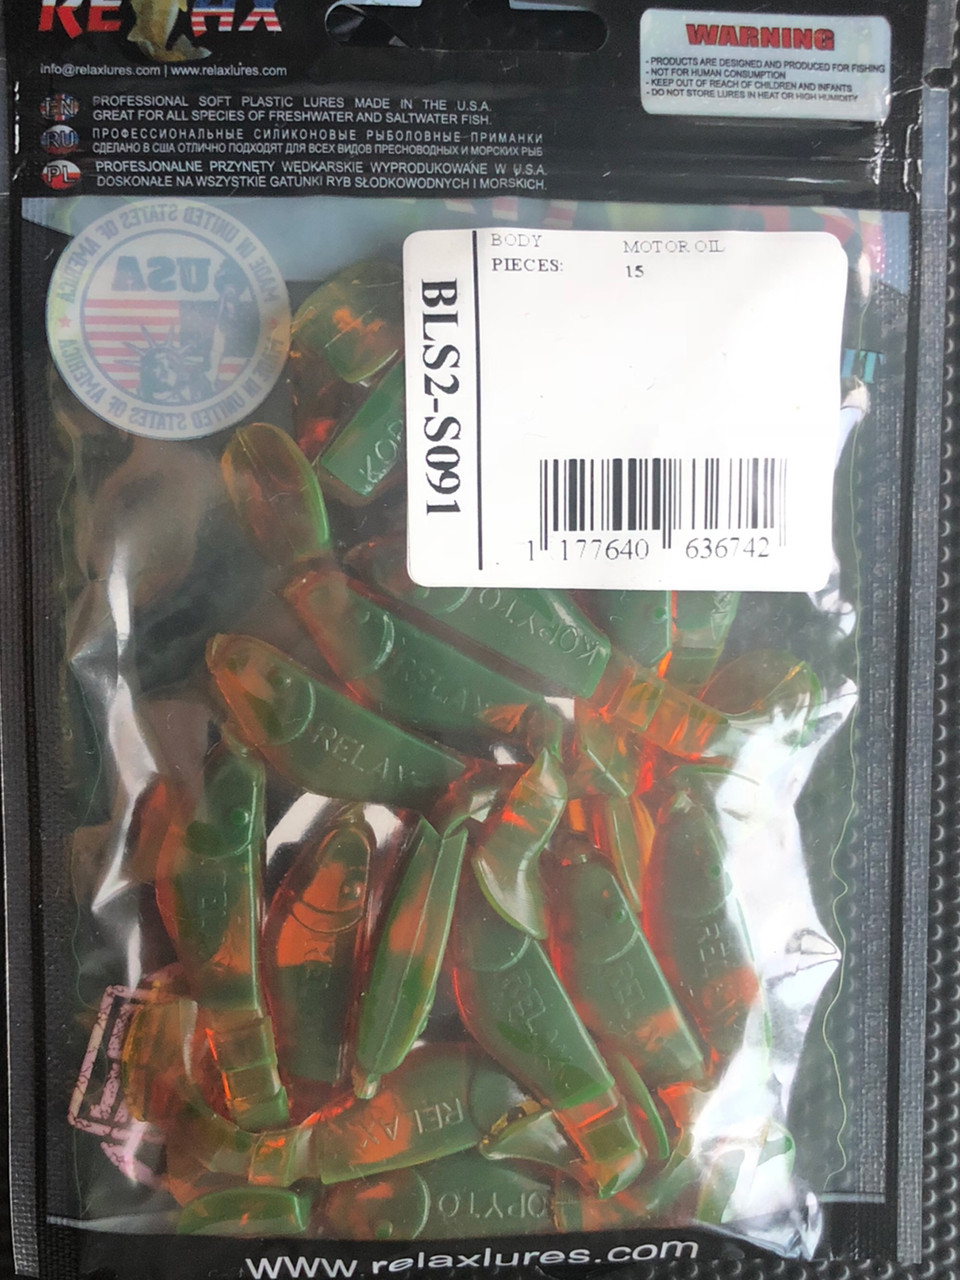 RELAX
info@relaxlures.com | www.relaxlures.com
EN PROFESSIONAL SOFT PLASTIC LURES MADE IN THE .U.S.A.
GREAT FOR ALL SPECIES OF FRESHWATER AND SALTWATER FISH.
RU ПРОФЕССИОНАЛЬНЫЕ СИЛИКОНОВЫЕ РЫБОЛОВНЫЕ ПРИМАНКИ
СДЕЛАНО В США ОТЛИЧНО ПОДХОДЯТ ДЛЯ ВСЕХ ВИДОВ ПРЕСНОВОДНЫХ И МОРСКИХ РЫБ
PL PROFESJONALNE PRZYNĘTY WĘDKARSKIE WYPRODUKOWANE W U.S.A.
DOSKONAŁE NA WSZYSTKIE GATUNKI RYB SŁODKOWODNYCH I MORSKICH.
WARNING
- PRODUCTS ARE DESIGNED AND PRODUCED FOR FISHING
- NOT FOR HUMAN CONSUMPTION
- KEEP OUT OF REACH OF CHILDREN AND INFANTS
- DO NOT STORE LURES IN HEAT OR HIGH HUMIDITY
MADE IN UNITED STATES OF AMERICA
USA
MADE IN UNITED STATES OF AMERICA
BODY MOTOR OIL
PIECES: 15
BLS2-S091
1 177640 636742
KOP
KOPYTO
RELAX
RELAX
RELAX
RELAX
RELAX
RELAX
KOPYTO
www.relaxlures.com